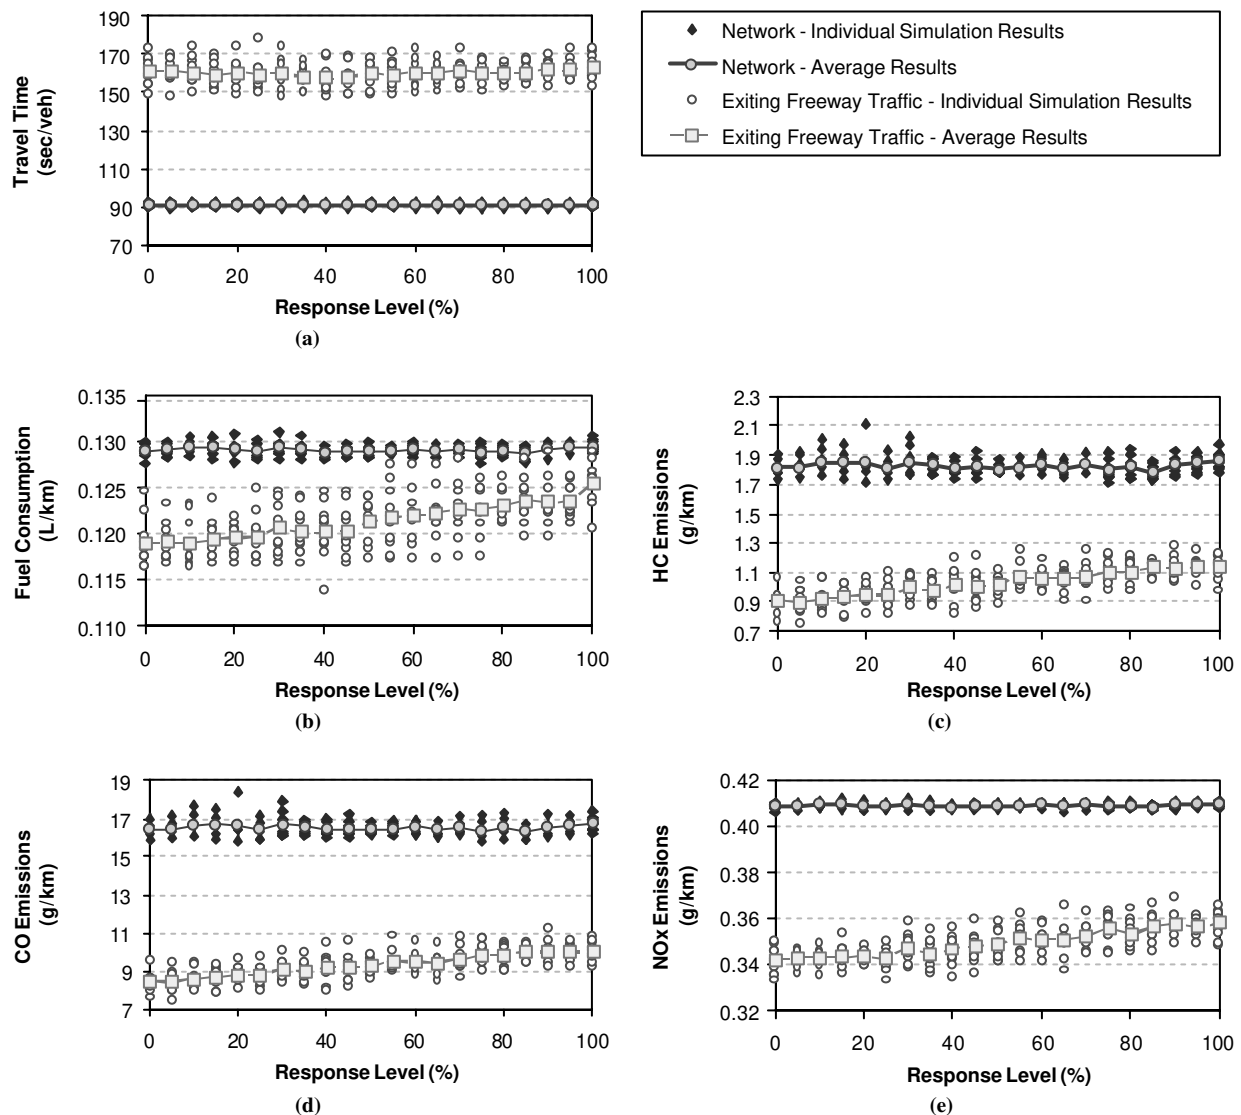 190
170
150
130
110
90
70
Travel Time
(sec/veh)
0 20 40 60 80 100
Response Level (%)
(a)
Network - Individual Simulation Results
Network - Average Results
Exiting Freeway Traffic - Individual Simulation Results
Exiting Freeway Traffic - Average Results
0.135
0.130
0.125
0.120
0.115
0.110
Fuel Consumption
(L/km)
0 20 40 60 80 100
Response Level (%)
(b)
2.3
2.1
1.9
1.7
1.5
1.3
1.1
0.9
0.7
HC Emissions
(g/km)
0 20 40 60 80 100
Response Level (%)
(c)
19
17
15
13
11
9
7
CO Emissions
(g/km)
0 20 40 60 80 100
Response Level (%)
(d)
0.42
0.40
0.38
0.36
0.34
0.32
NOx Emissions
(g/km)
0 20 40 60 80 100
Response Level (%)
(e)